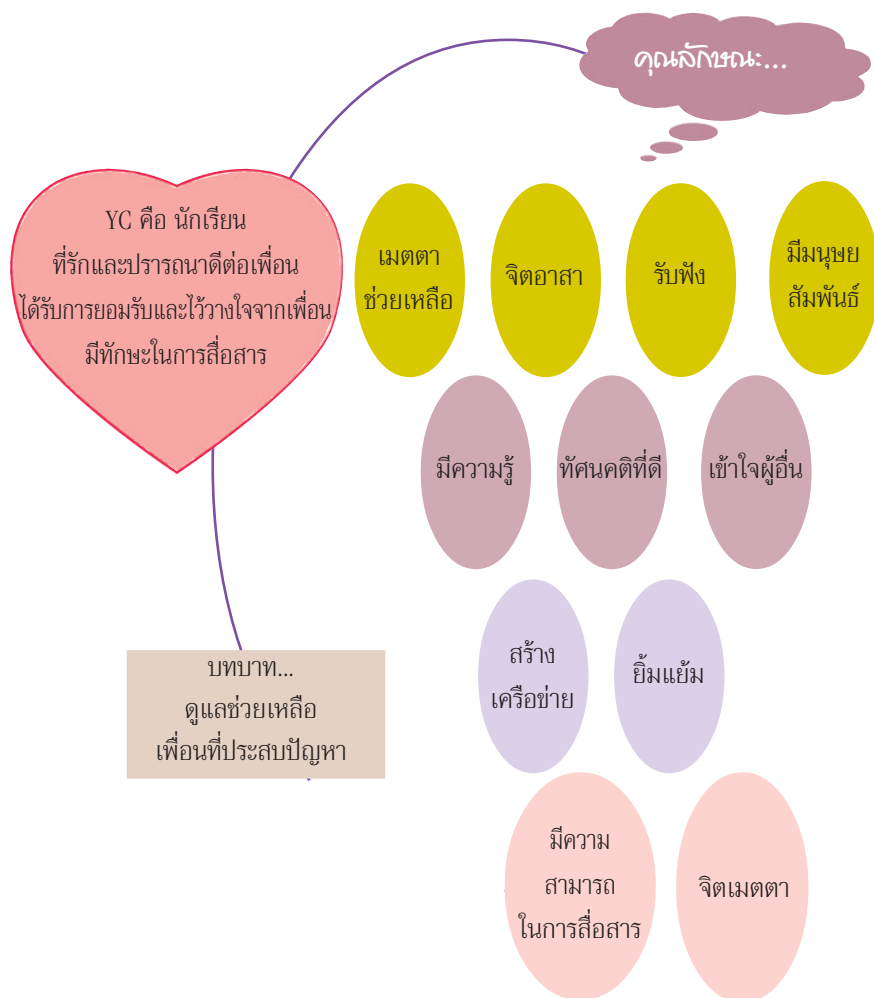 คุณลักษณะ...
YC คือ นักเรียน
ที่รักและปรารถนาดีต่อเพื่อน
ได้รับการยอมรับและไว้วางใจจากเพื่อน
มีทักษะในการสื่อสาร
เมตตา
ช่วยเหลือ
จิตอาสา
รับฟัง
มีมนุษย
สัมพันธ์
มีความรู้
ทัศนคติที่ดี
เข้าใจผู้อื่น
สร้าง
เครือข่าย
ยิ้มแย้ม
บทบาท...
ดูแลช่วยเหลือ
เพื่อนที่ประสบปัญหา
มีความ
สามารถ
ในการสื่อสาร
จิตเมตตา